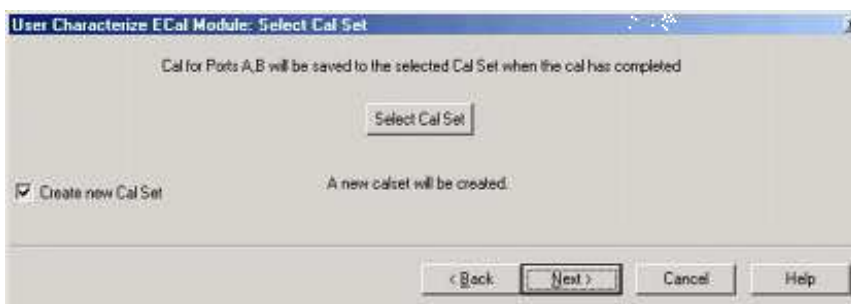 User Characterize ECal Module: Select Cal Set
Cal for Ports A,B will be saved to the selected Cal Set when the cal has completed
Select Cal Set
Create new Cal Set
A new calset will be created.
< Back Next > Cancel Help